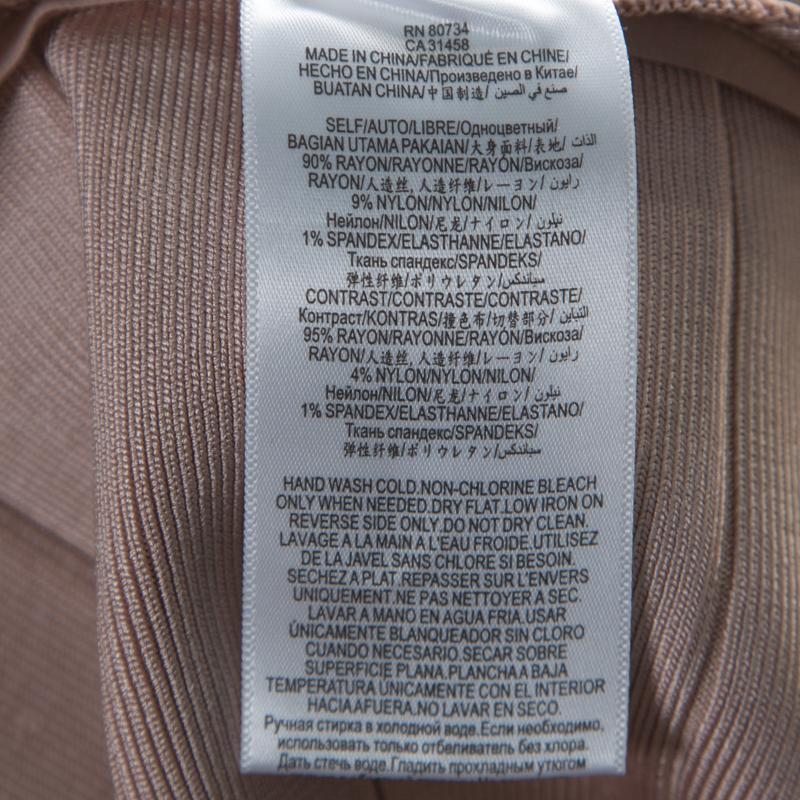 RN 80734
CA 31458
MADE IN CHINA/FABRIQUÉ EN CHINE/
HECHO EN CHINA/Произведено в Китае/
BUATAN CHINA/中国制造/ صنع في الصين
SELF/AUTO/LIBRE/Одноцветный/
BAGIAN UTAMA PAKAIAN/大身面料/表地/ الذات
90% RAYON/RAYONNE/RAYÓN/Вискоза/
RAYON/人造丝, 人造纤维/レーヨン/ رايون
9% NYLON/NYLON/NILON/
Нейлон/NILON/尼龙/ナイロン/ نيلون
1% SPANDEX/ELASTHANNE/ELASTANO/
Ткань спандекс/SPANDEKS/
弹性纤维/ポリウレタン/سباندكس
CONTRAST/CONTRASTE/CONTRASTE/
Контраст/KONTRAS/撞色布/切替部分/ التباين
95% RAYON/RAYONNE/RAYÓN/Вискоза/
RAYON/人造丝, 人造纤维/レーヨン/ رايون
4% NYLON/NYLON/NILON/
Нейлон/NILON/尼龙/ナイロン/ نيلون
1% SPANDEX/ELASTHANNE/ELASTANO/
Ткань спандекс/SPANDEKS/
弹性纤维/ポリウレタン/سباندكس
HAND WASH COLD.NON-CHLORINE BLEACH
ONLY WHEN NEEDED.DRY FLAT.LOW IRON ON
REVERSE SIDE ONLY.DO NOT DRY CLEAN.
LAVAGE A LA MAIN A L'EAU FROIDE.UTILISEZ
DE LA JAVEL SANS CHLORE SI BESOIN.
SECHEZ A PLAT.REPASSER SUR L'ENVERS
UNIQUEMENT.NE PAS NETTOYER A SEC.
LAVAR A MANO EN AGUA FRIA.USAR
ÚNICAMENTE BLANQUEADOR SIN CLORO
CUANDO NECESARIO.SECAR SOBRE
SUPERFICIE PLANA.PLANCHA A BAJA
TEMPERATURA ÚNICAMENTE CON EL INTERIOR
HACIA AFUERA.NO LAVAR EN SECO.
Ручная стирка в холодной воде.Если необходимо,
использовать только отбеливатель без хлора.
Дать стечь воде.Гладить прохладным утюгом